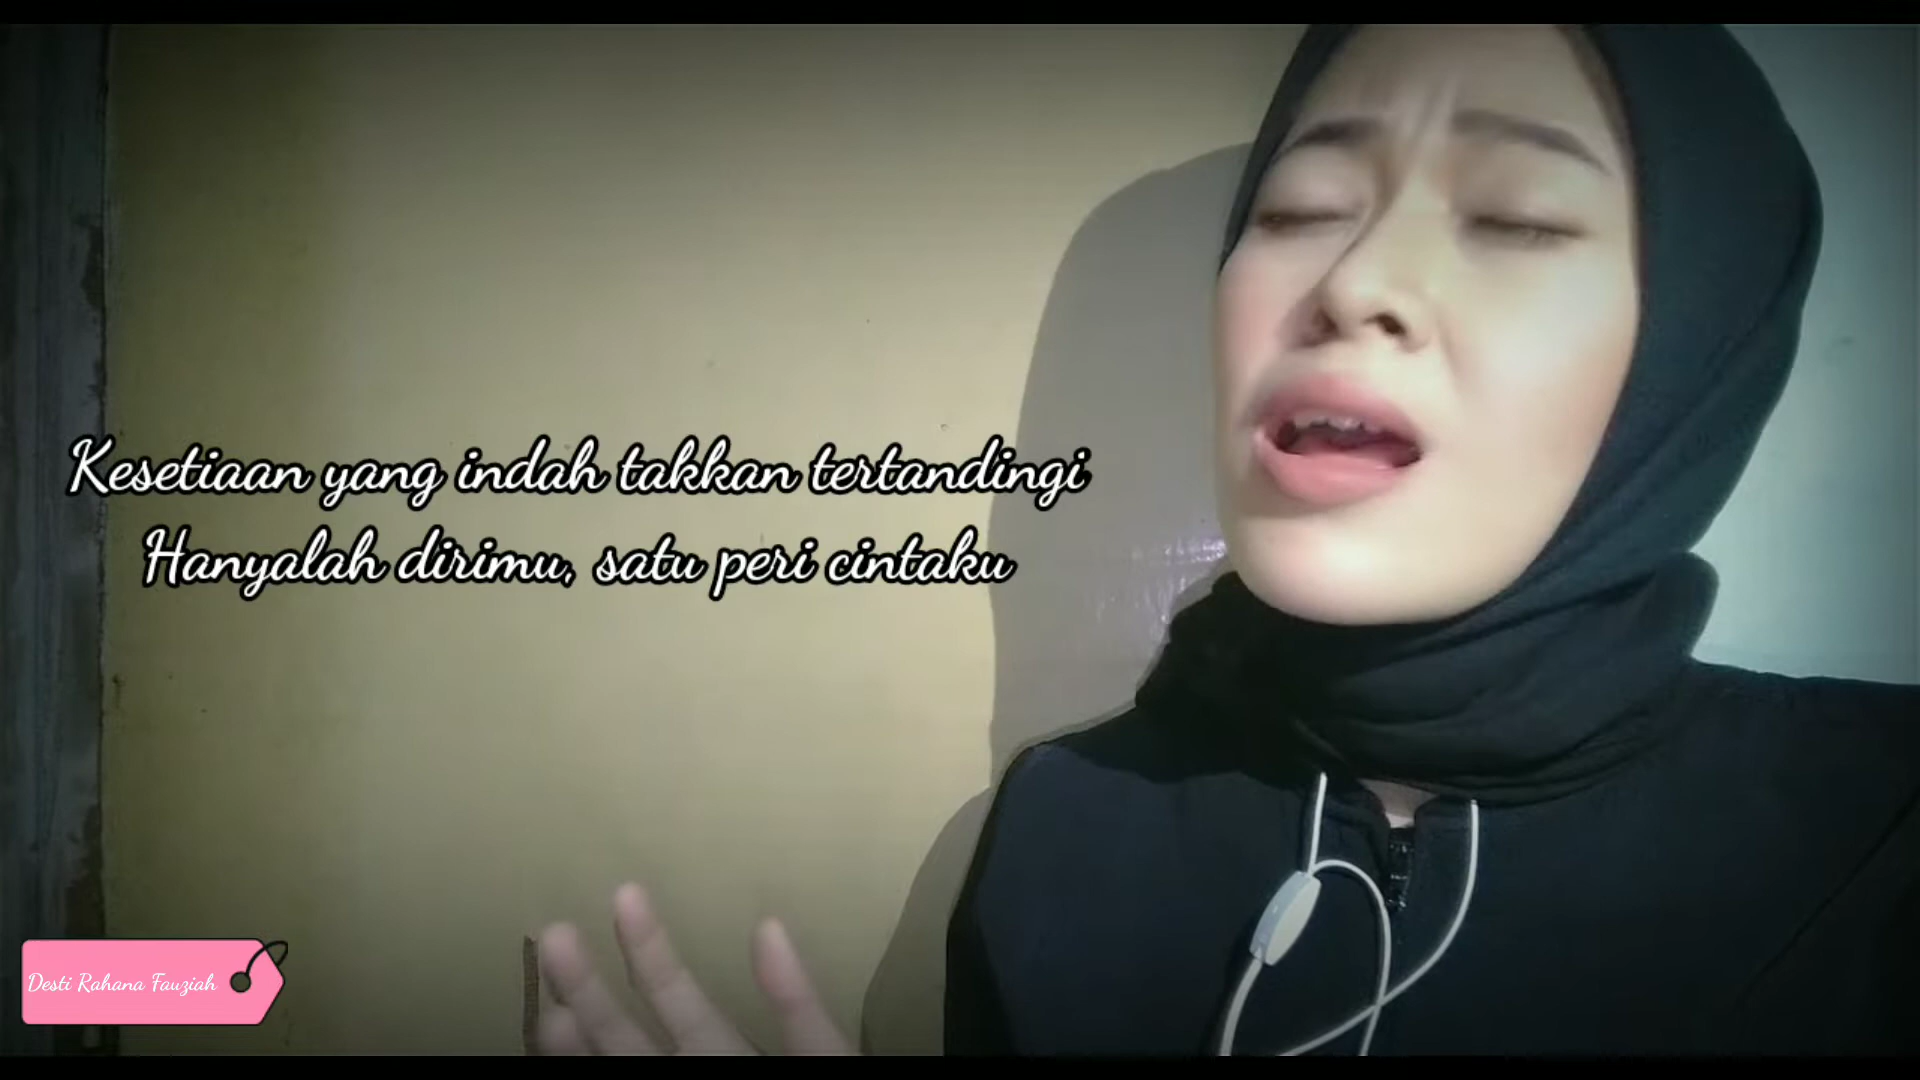 Kesetiaan yang indah takkan tertandingi
Hanyalah dirimu, satu peri cintaku
Desti Rahana Fauziah